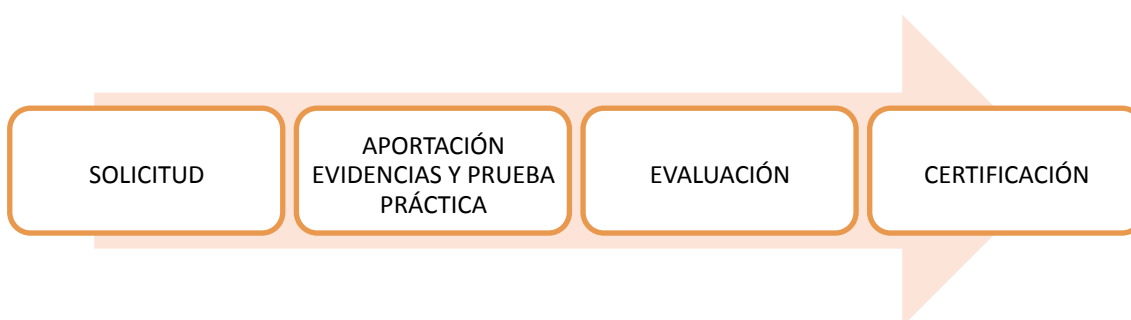 SOLICITUD
APORTACIÓN
EVIDENCIAS Y PRUEBA
PRÁCTICA
EVALUACIÓN
CERTIFICACIÓN